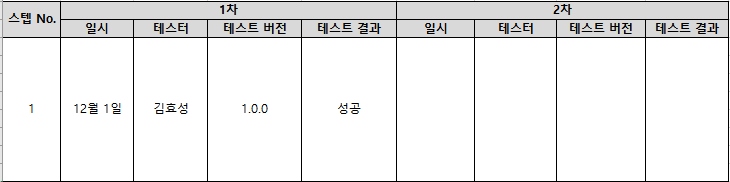 스텝 No. 1차 2차
일시 테스터 테스트 버전 테스트 결과 일시 테스터 테스트 버전 테스트 결과
1 12월 1일 김효성 1.0.0 성공